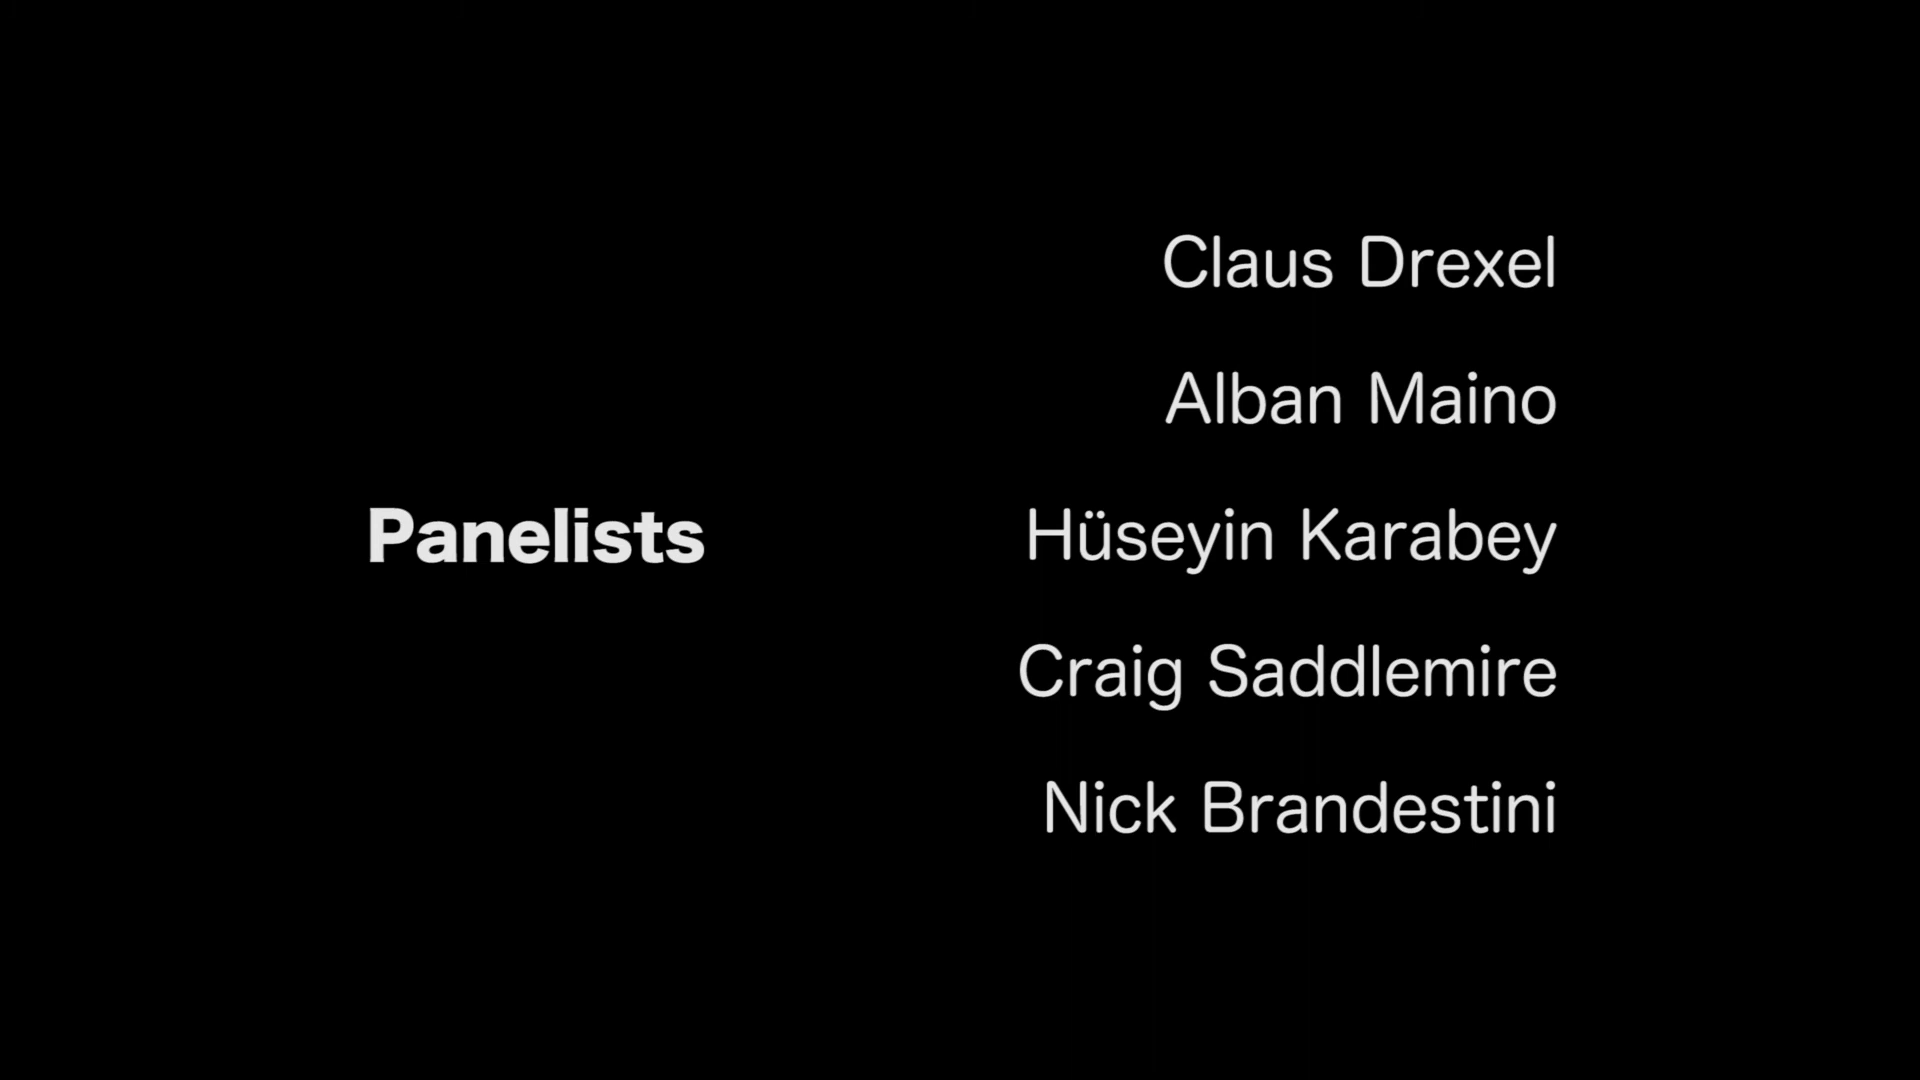 Claus Drexel
Alban Maino
Panelists
Hüseyin Karabey
Craig Saddlemire
Nick Brandestini